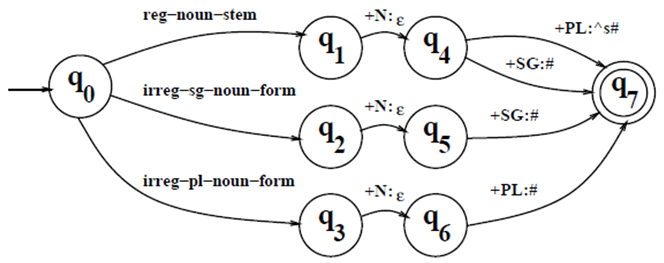 reg–noun–stem
+N: ε
+PL:^s#
q1
q4
+SG:#
q0
q7
irreg–sg–noun–form
+N: ε
+SG:#
q2
q5
irreg–pl–noun–form
+N: ε
+PL:#
q3
q6